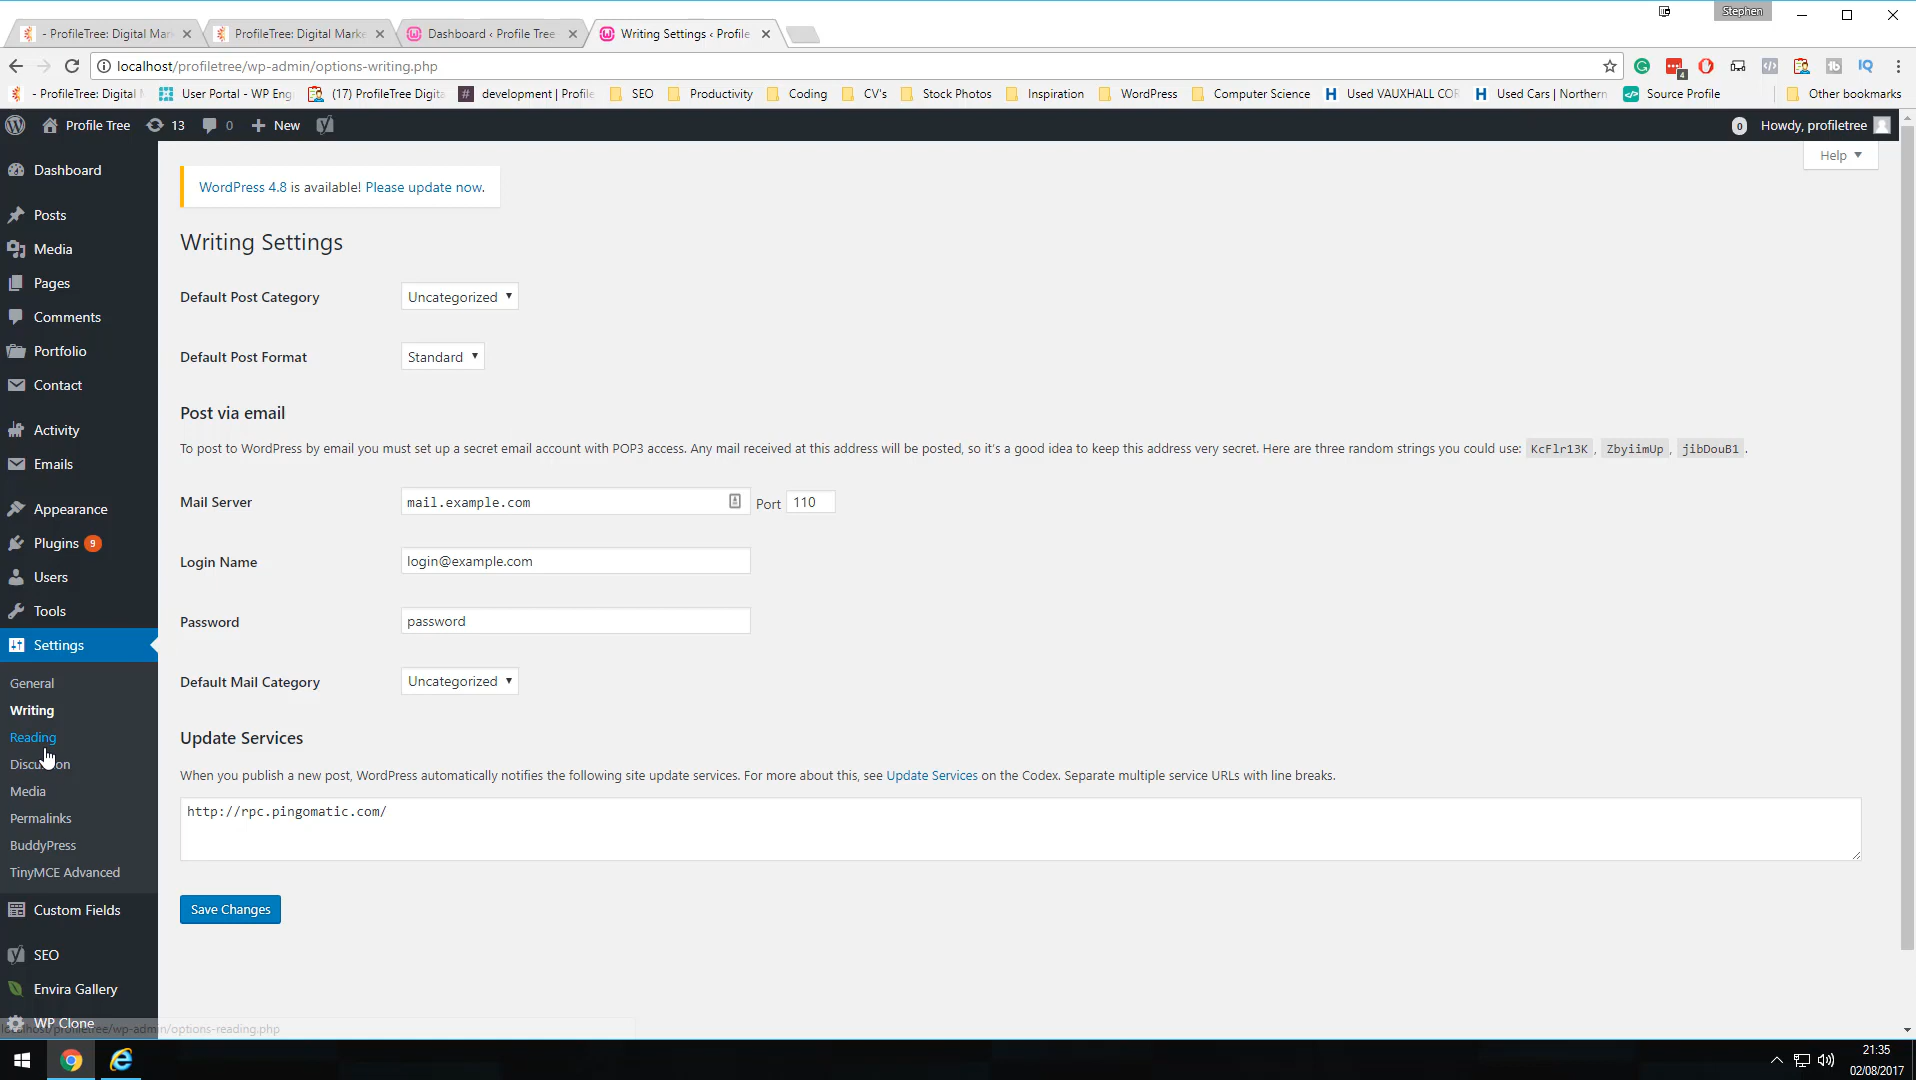 Stephen
- ProfileTree: Digital Mar
ProfileTree: Digital Marke
Dashboard ‹ Profile Tree
Writing Settings ‹ Profile
localhost/profiletree/wp-admin/options-writing.php
4
- ProfileTree: Digital M
User Portal - WP Eng
(17) ProfileTree Digita
development | Profile
SEO
Productivity
Coding
CV's
Stock Photos
Inspiration
WordPress
Computer Science
Used VAUXHALL COR
Used Cars | Northern
Source Profile
Other bookmarks
Profile Tree
13
0
New
0
Howdy, profiletree
Help
Dashboard
Posts
Media
Pages
Comments
Portfolio
Contact
Activity
Emails
Appearance
Plugins 9
Users
Tools
Settings
General
Writing
Reading
Discussion
Media
Permalinks
BuddyPress
TinyMCE Advanced
Custom Fields
SEO
Envira Gallery
WP Clone
WordPress 4.8 is available! Please update now.
Writing Settings
Default Post Category Uncategorized
Default Post Format Standard
Post via email
To post to WordPress by email you must set up a secret email account with POP3 access. Any mail received at this address will be posted, so it's a good idea to keep this address very secret. Here are three random strings you could use: KcFlr13K , ZbyiimUp , jibDouB1 .
Mail Server mail.example.com Port 110
Login Name login@example.com
Password password
Default Mail Category Uncategorized
Update Services
When you publish a new post, WordPress automatically notifies the following site update services. For more about this, see Update Services on the Codex. Separate multiple service URLs with line breaks.
http://rpc.pingomatic.com/
Save Changes
localhost/profiletree/wp-admin/options-reading.php
21:35
02/08/2017